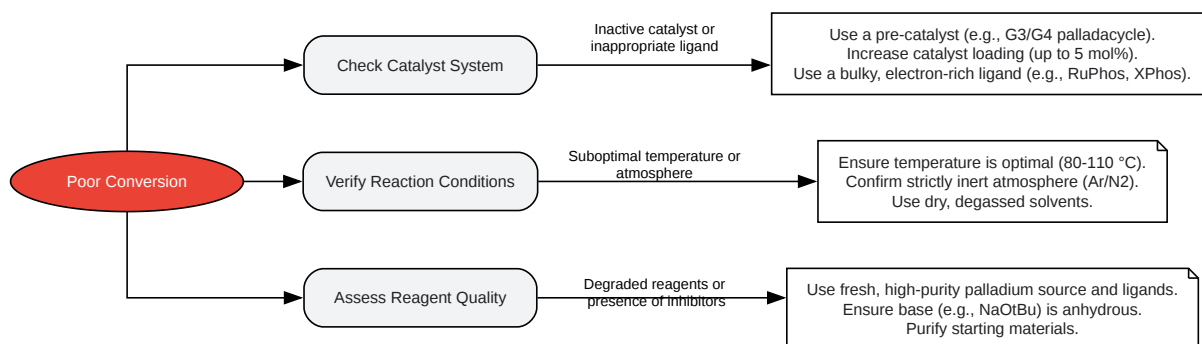 Poor Conversion
Check Catalyst System
Inactive catalyst or
inappropriate ligand
Use a pre-catalyst (e.g., G3/G4 palladacycle).
Increase catalyst loading (up to 5 mol%).
Use a bulky, electron-rich ligand (e.g., RuPhos, XPhos).
Verify Reaction Conditions
Suboptimal temperature or
atmosphere
Ensure temperature is optimal (80-110 °C).
Confirm strictly inert atmosphere (Ar/N2).
Use dry, degassed solvents.
Assess Reagent Quality
Degraded reagents or
presence of inhibitors
Use fresh, high-purity palladium source and ligands.
Ensure base (e.g., NaOtBu) is anhydrous.
Purify starting materials.